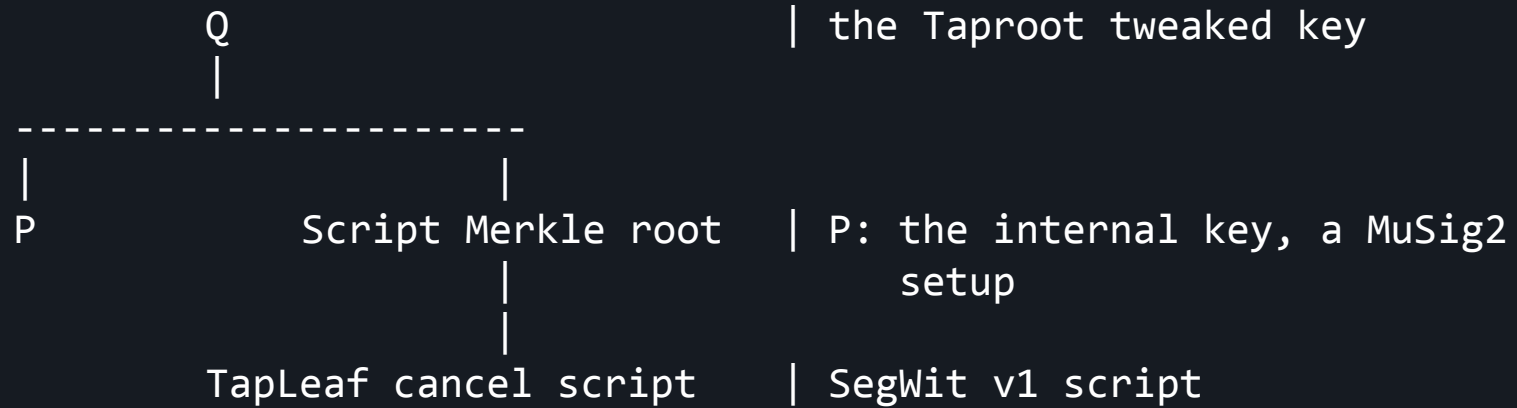 Q | the Taproot tweaked key
|
----------------------
| |
P Script Merkle root | P: the internal key, a MuSig2
| setup
|
TapLeaf cancel script | SegWit v1 script